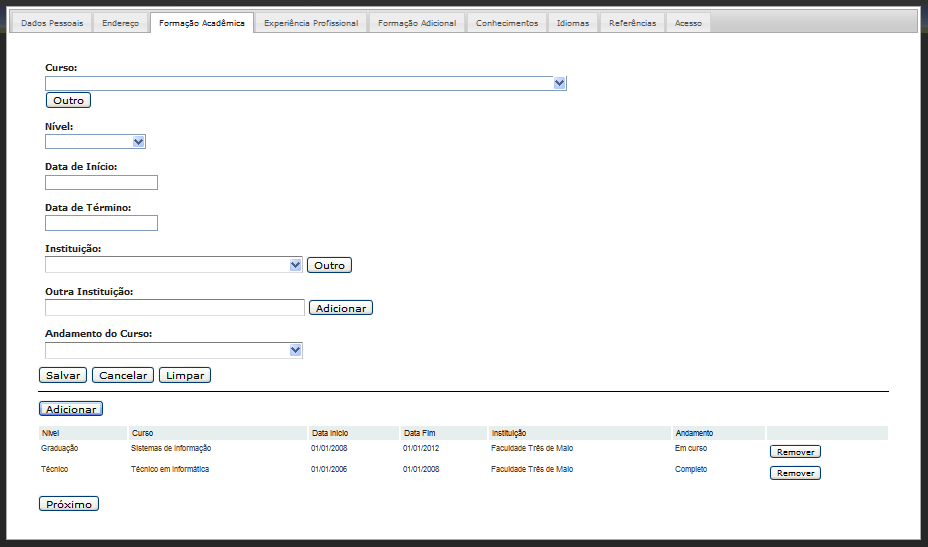 Dados Pessoais Endereço Formação Acadêmica Experiência Profissional Formação Adicional Conhecimentos Idiomas Referências Acesso
Curso:
Outro
Nível:
Data de Início:
Data de Término:
Instituição:
Outro
Outra Instituição:
Adicionar
Andamento do Curso:
Salvar Cancelar Limpar
Adicionar
Nível Curso Data Início Data Fim Instituição Andamento
Graduação Sistemas de Informação 01/01/2008 01/01/2012 Faculdade Três de Maio Em curso Remover
Técnico Técnico em Informática 01/01/2006 01/01/2008 Faculdade Três de Maio Completo Remover
Próximo